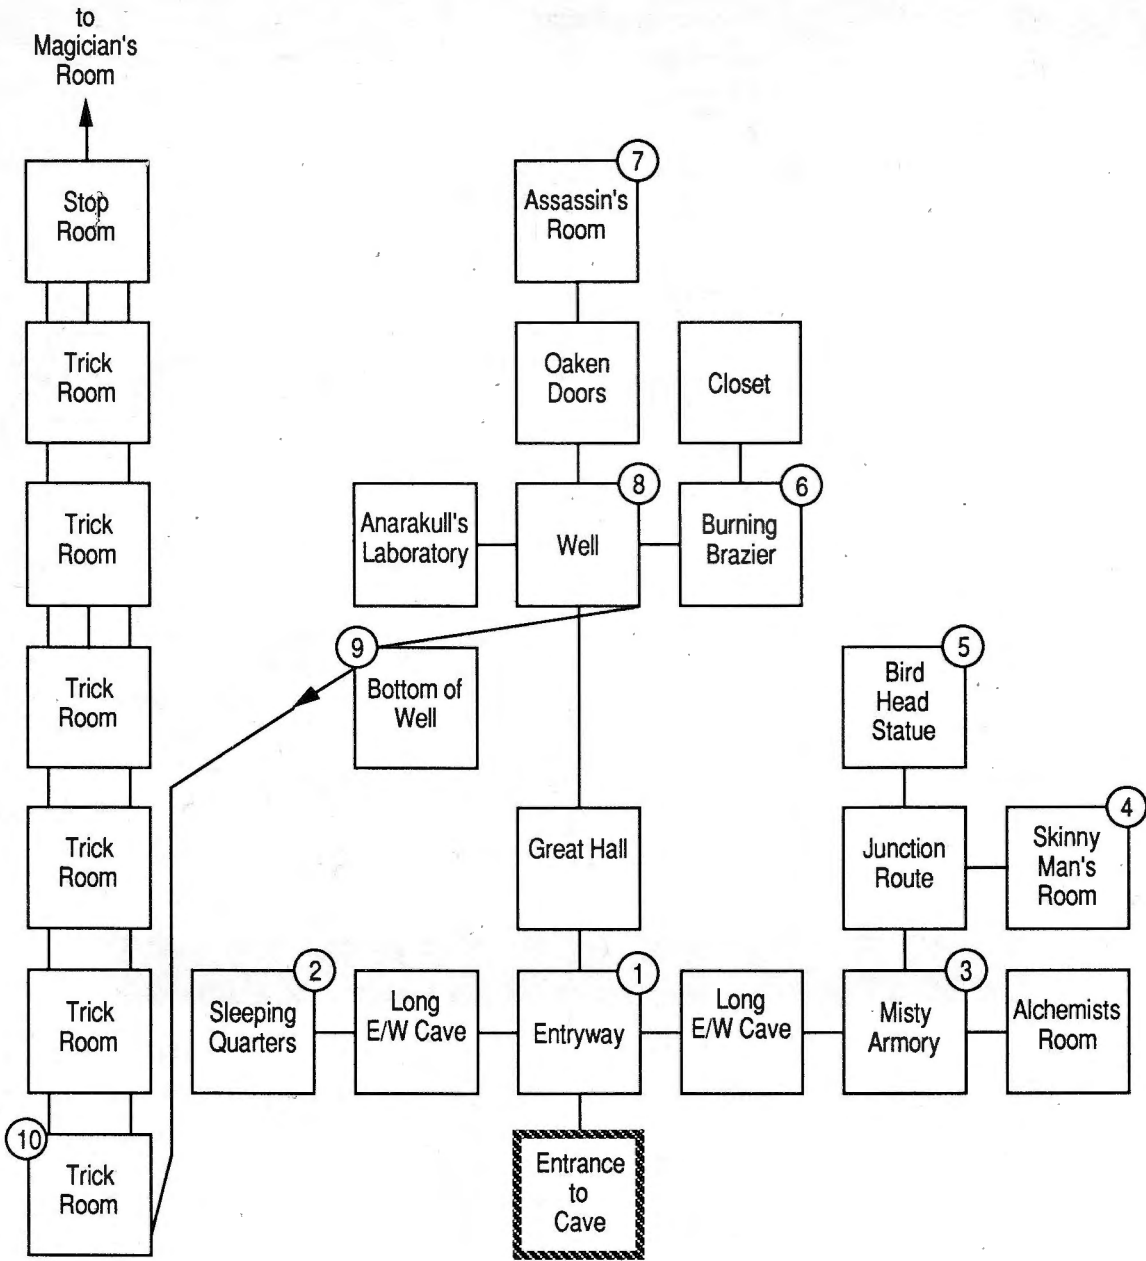 to
Magician's
Room
7
Stop
Room
Assassin's
Room
Trick
Room
Oaken
Doors
Closet
8
6
Trick
Room
Anarakull's
Laboratory
Well
Burning
Brazier
9
5
Trick
Room
Bottom of
Well
Bird
Head
Statue
4
Trick
Room
Great Hall
Junction
Route
Skinny
Man's
Room
2
1
3
Trick
Room
Sleeping
Quarters
Long
E/W Cave
Entryway
Long
E/W Cave
Misty
Armory
Alchemists
Room
10
Trick
Room
Entrance
to
Cave